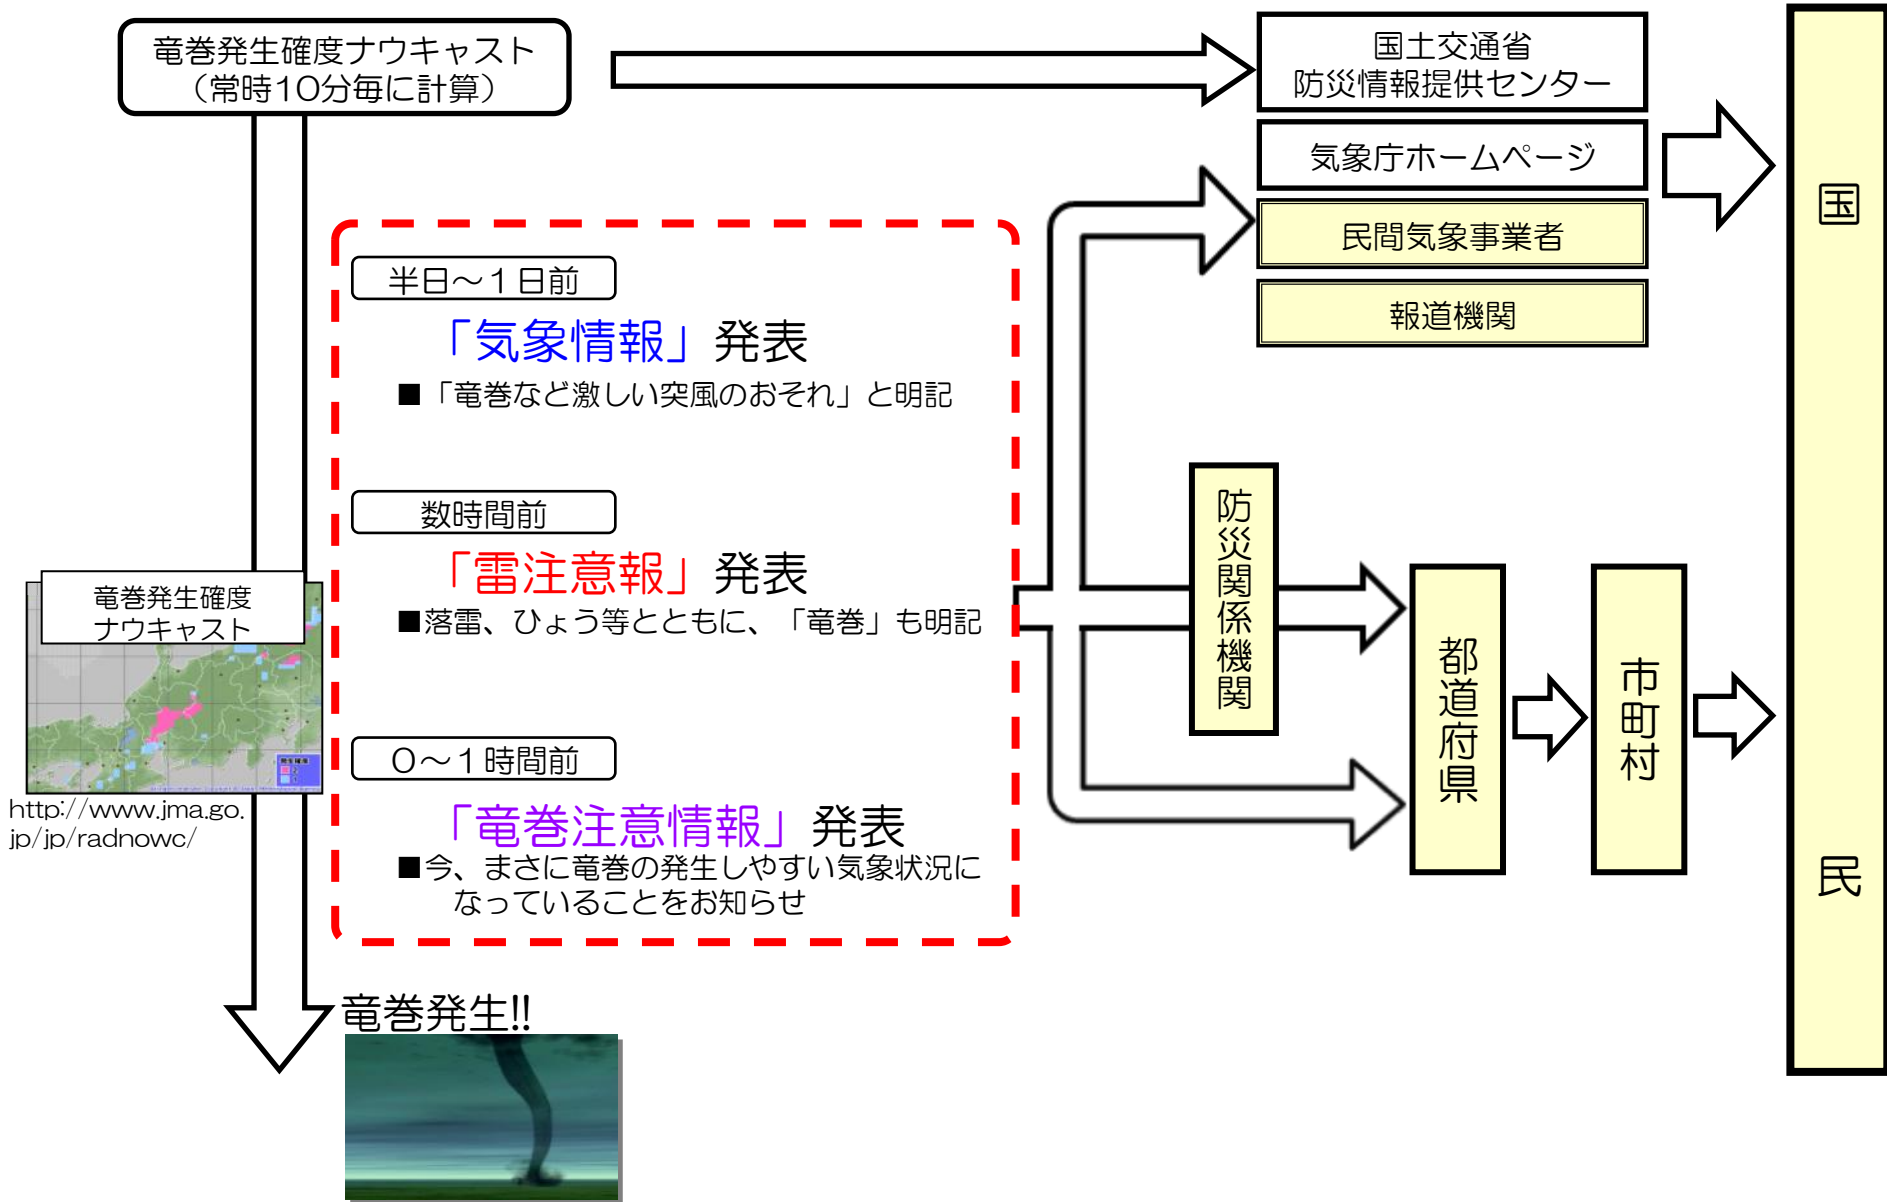 竜巻発生確度ナウキャスト
（常時10分毎に計算）
国土交通省
防災情報提供センター
気象庁ホームページ
民間気象事業者
報道機関
国民
半日～１日前
「気象情報」発表
■「竜巻など激しい突風のおそれ」と明記
数時間前
「雷注意報」発表
■落雷、ひょう等とともに、「竜巻」も明記
０～１時間前
「竜巻注意情報」発表
■今、まさに竜巻の発生しやすい気象状況に
なっていることをお知らせ
防災関係機関
都道府県
市町村
竜巻発生確度
ナウキャスト
http://www.jma.go.
jp/jp/radnowc/
竜巻発生!!